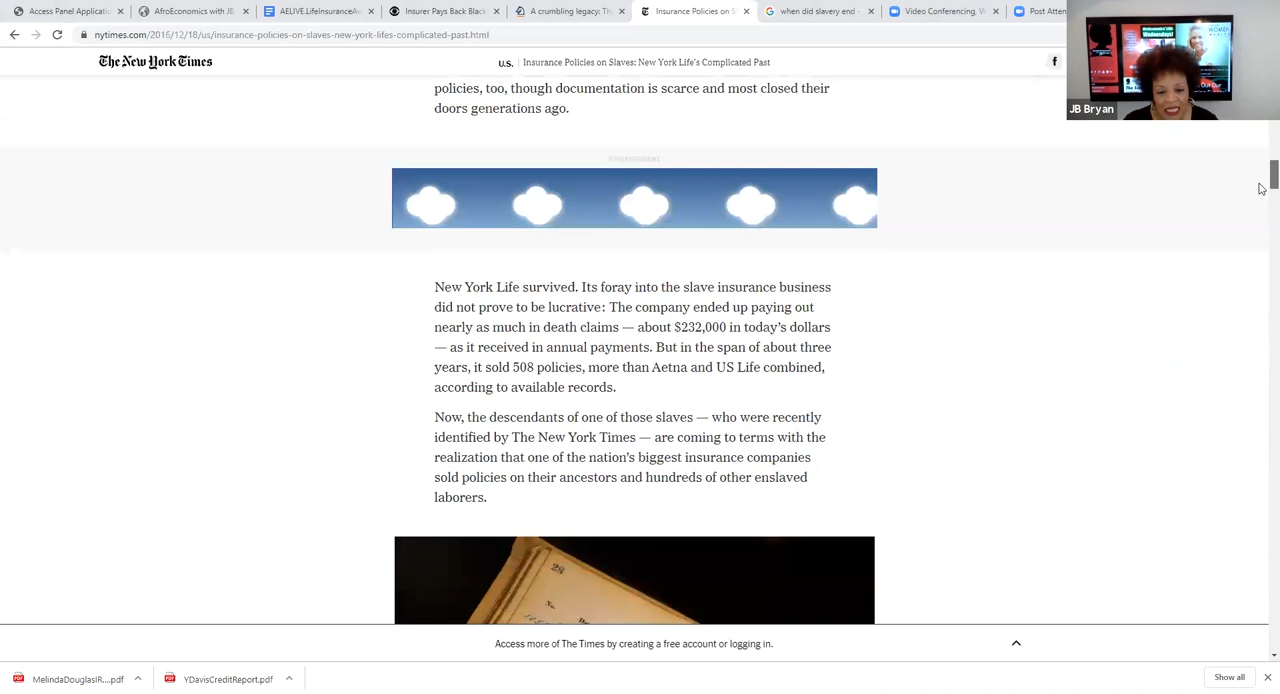 Access Panel Applicatio
AfroEconomics with JB
AELIVE.LifeInsuranceAw
Insurer Pays Back Black
A crumbling legacy: Th
Insurance Policies on S
when did slavery end -
Video Conferencing, W
Post Atten
nytimes.com/2016/12/18/us/insurance-policies-on-slaves-new-york-lifes-complicated-past.html
The New York Times
U.S. | Insurance Policies on Slaves: New York Life's Complicated Past
f
JB Bryan
policies, too, though documentation is scarce and most closed their
doors generations ago.
ADVERTISEMENT
New York Life survived. Its foray into the slave insurance business
did not prove to be lucrative: The company ended up paying out
nearly as much in death claims — about $232,000 in today's dollars
— as it received in annual payments. But in the span of about three
years, it sold 508 policies, more than Aetna and US Life combined,
according to available records.
Now, the descendants of one of those slaves — who were recently
identified by The New York Times — are coming to terms with the
realization that one of the nation's biggest insurance companies
sold policies on their ancestors and hundreds of other enslaved
laborers.
28
No
Access more of The Times by creating a free account or logging in.
MelindaDouglasIR....pdf
YDavisCreditReport.pdf
Show all